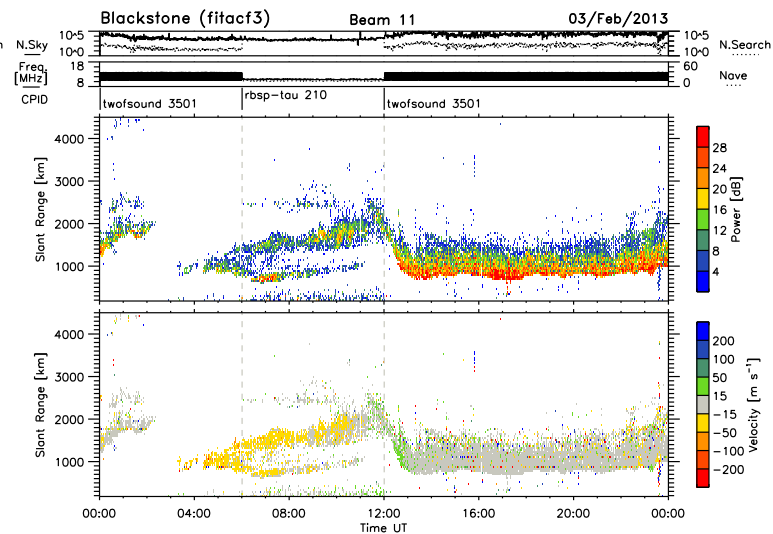 Blackstone (fitacf3) Beam 11 03/Feb/2013
n N.Sky 10^5 10^5 N.Search
10^0 10^0
Freq. 18 60 Nave
[MHz] 8 0
CPID twofsound 3501 rbsp-tau 210 twofsound 3501
Slant Range [km]
4000
3000
2000
1000
28
24
20
16
12
8
4
Power [dB]
Slant Range [km]
4000
3000
2000
1000
200
100
50
15
-15
-50
-100
-200
Velocity [m s⁻¹]
00:00 04:00 08:00 12:00 16:00 20:00 00:00
Time UT